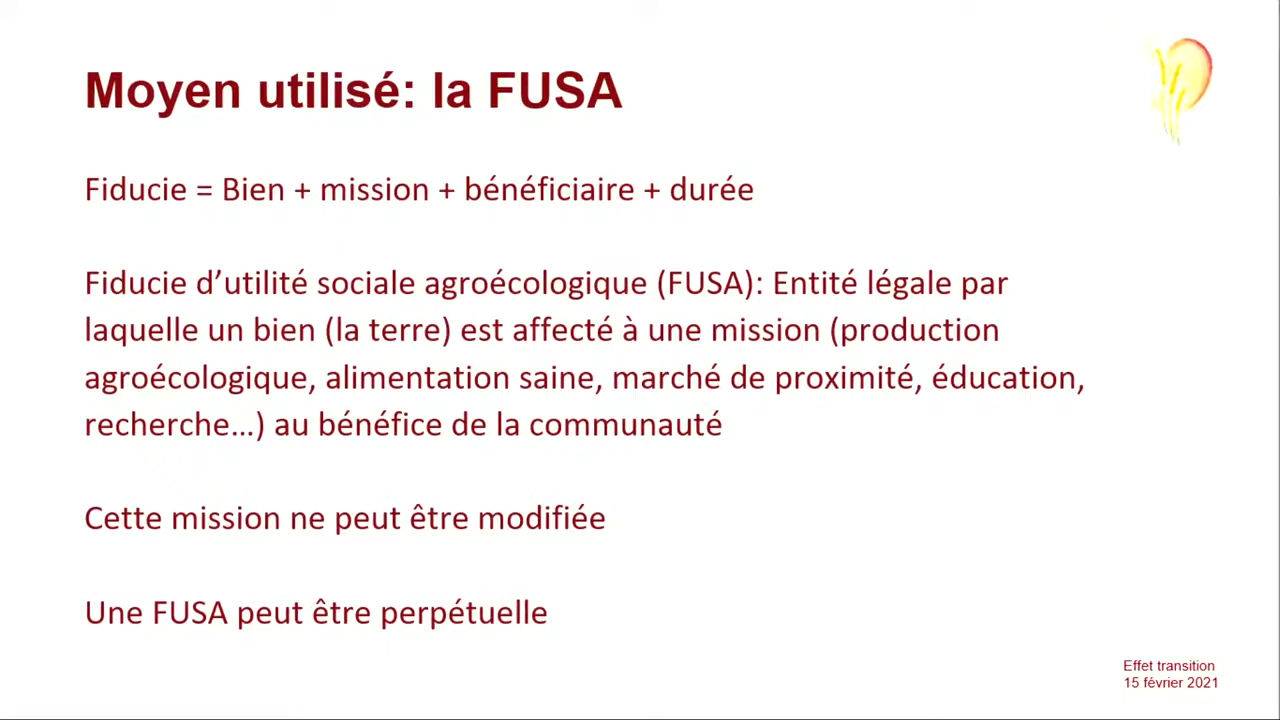 Moyen utilisé: la FUSA
Fiducie = Bien + mission + bénéficiaire + durée
Fiducie d’utilité sociale agroécologique (FUSA): Entité légale par
laquelle un bien (la terre) est affecté à une mission (production
agroécologique, alimentation saine, marché de proximité, éducation,
recherche…) au bénéfice de la communauté
Cette mission ne peut être modifiée
Une FUSA peut être perpétuelle
Effet transition
15 février 2021